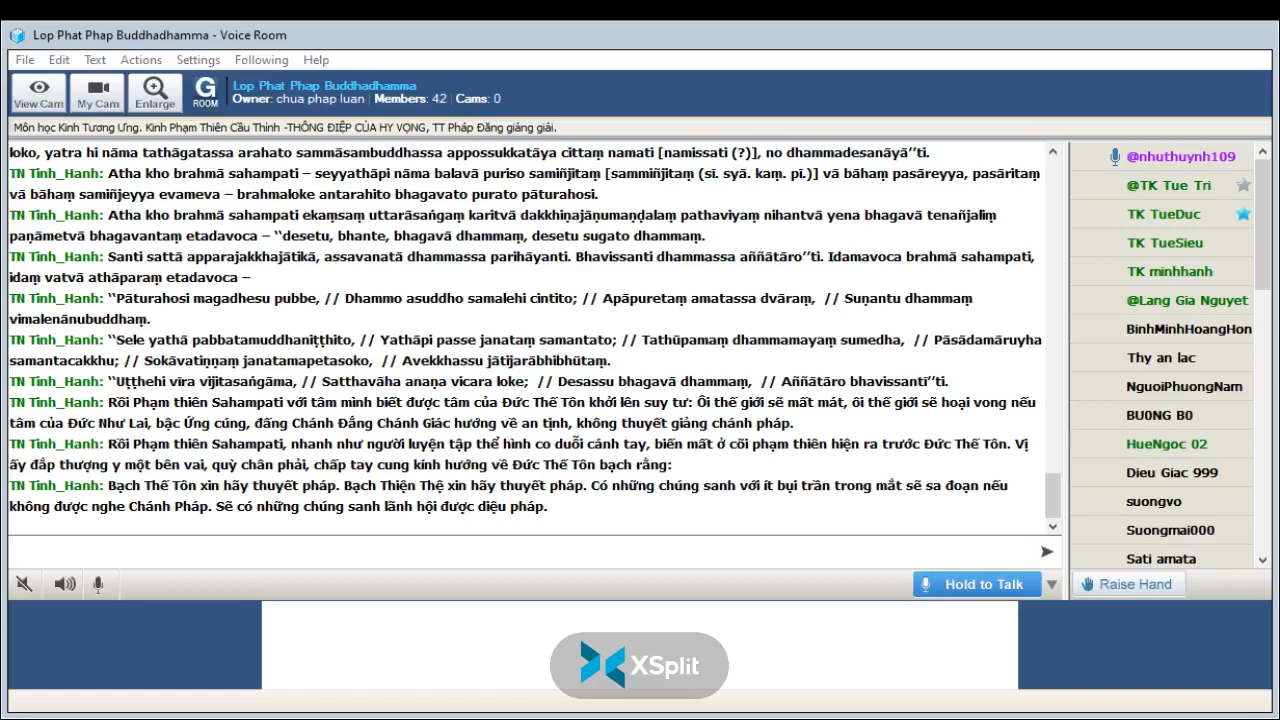 Lop Phat Phap Buddhadhamma - Voice Room
File Edit Text Actions Settings Following Help
View Cam
My Cam
Enlarge
G ROOM
Lop Phat Phap Buddhadhamma
Owner: chua phap luan | Members: 42 | Cams: 0
Môn học Kinh Tương Ưng. Kinh Phạm Thiên Cầu Thỉnh -THÔNG ĐIỆP CỦA HY VỌNG, TT Pháp Đăng giảng giải.
loko, yatra hi nāma tathāgatassa arahato sammāsambuddhassa appossukkatāya cittaṃ namati [namissati (?)], no dhammadesanāyā’’ti.
TN Tinh_Hanh: Atha kho brahmā sahampati – seyyathāpi nāma balavā puriso samiñjitaṃ [sammiñjitaṃ (sī. syā. kaṃ. pī.)] vā bāhaṃ pasāreyya, pasāritaṃ
vā bāhaṃ samiñjeyya evameva – brahmaloke antarahito bhagavato purato pāturahosi.
TN Tinh_Hanh: Atha kho brahmā sahampati ekaṃsaṃ uttarāsaṅgaṃ karitvā dakkhiṇajāṇumaṇḍalaṃ pathaviyaṃ nihantvā yena bhagavā tenañjaliṃ
paṇāmetvā bhagavantaṃ etadavoca – ‘‘desetu, bhante, bhagavā dhammaṃ, desetu sugato dhammaṃ.
TN Tinh_Hanh: Santi sattā apparajakkhajātikā, assavanatā dhammassa parihāyanti. Bhavissanti dhammassa aññātāro’’ti. Idamavoca brahmā sahampati,
idaṃ vatvā athāparaṃ etadavoca –
TN Tinh_Hanh: ‘‘Pāturahosi magadhesu pubbe, // Dhammo asuddho samalehi cintito; // Apāpuretaṃ amatassa dvāraṃ, // Suṇantu dhammaṃ
vimalenānubuddhaṃ.
TN Tinh_Hanh: ‘‘Sele yathā pabbatamuddhaniṭṭhito, // Yathāpi passe janataṃ samantato; // Tathūpamaṃ dhammamayaṃ sumedha, // Pāsādamāruyha
samantacakkhu; // Sokāvatiṇṇaṃ janatamapetasoko, // Avekkhassu jātijarābhibhūtaṃ.
TN Tinh_Hanh: ‘‘Uṭṭhehi vīra vijitasaṅgāma, // Satthavāha anaṇa vicara loke; // Desassu bhagavā dhammaṃ, // Aññātāro bhavissantī’’ti.
TN Tinh_Hanh: Rồi Phạm thiên Sahampati với tâm mình biết được tâm của Đức Thế Tôn khởi lên suy tư: Ôi thế giới sẽ mất mát, ôi thế giới sẽ hoại vong nếu
tâm của Đức Như Lai, bậc Ứng cúng, đấng Chánh Đẳng Chánh Giác hướng về an tịnh, không thuyết giảng chánh pháp.
TN Tinh_Hanh: Rồi Phạm thiên Sahampati, nhanh như người luyện tập thể hình co duỗi cánh tay, biến mất ở cõi phạm thiên hiện ra trước Đức Thế Tôn. Vị
ấy đắp thượng y một bên vai, quỳ chân phải, chấp tay cung kính hướng về Đức Thế Tôn bạch rằng:
TN Tinh_Hanh: Bạch Thế Tôn xin hãy thuyết pháp. Bạch Thiện Thệ xin hãy thuyết pháp. Có những chúng sanh với ít bụi trần trong mắt sẽ sa đoạn nếu
không được nghe Chánh Pháp. Sẽ có những chúng sanh lãnh hội được diệu pháp.
@nhuthuynh109
@TK Tue Tri
TK TueDuc
TK TueSieu
TK minhhanh
@Lang Gia Nguyet
BinhMinhHoangHon
Thy an lac
NguoiPhuongNam
BU0NG B0
HueNgoc 02
Dieu Giac 999
suongvo
Suongmai000
Sati amata
Hold to Talk
Raise Hand
XSplit